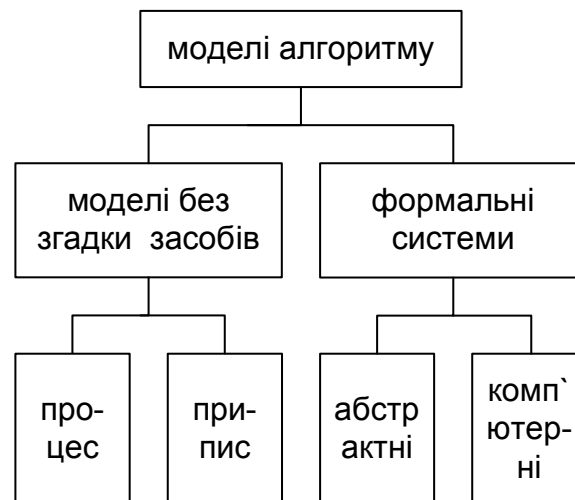 моделі алгоритму
моделі без
згадки засобів
формальні
системи
про-
цес
при-
пис
абстр
актні
комп`
ютер-
ні